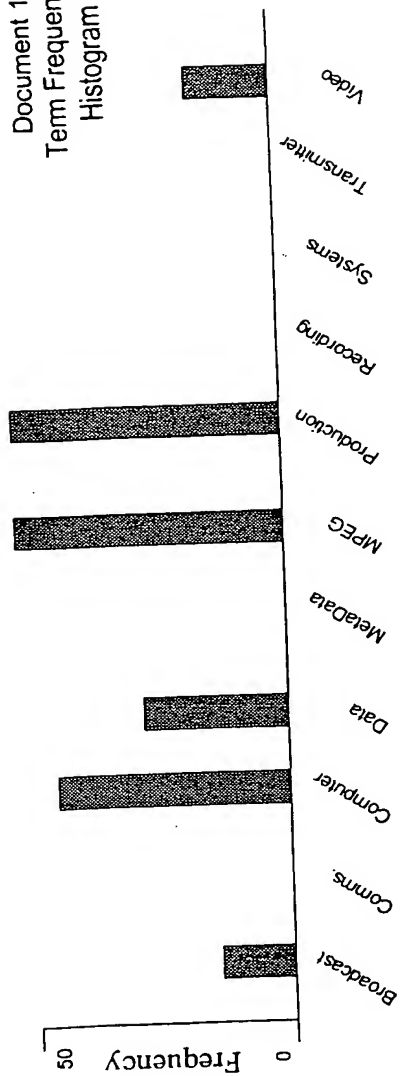 Document 1
Term Frequen
Histogram
50
Frequency
0
Broadcast
Comms.
Computer
Data
MetaData
MPEG
Production
Recording
Systems
Transmitter
Video